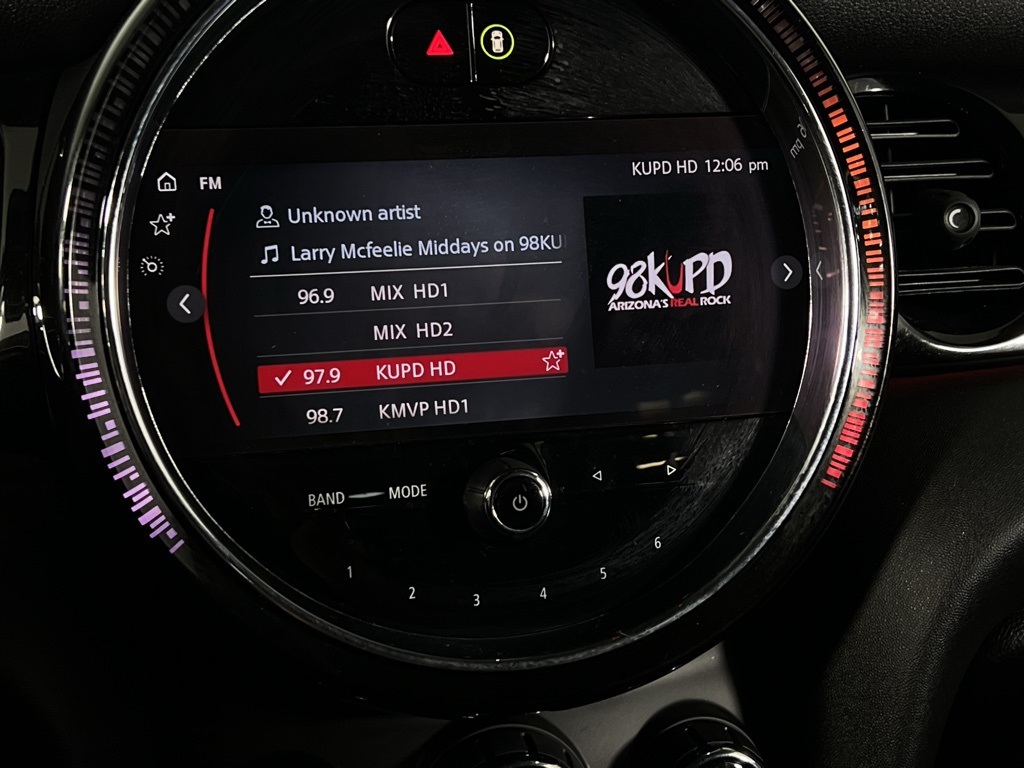 KUPD HD 12:06 pm
FM
Unknown artist
Larry Mcfeelie Middays on 98KU
96.9 MIX HD1
MIX HD2
97.9 KUPD HD
98.7 KMVP HD1
98KUPD
ARIZONA'S REAL ROCK
BAND MODE
1
2
3
4
5
6